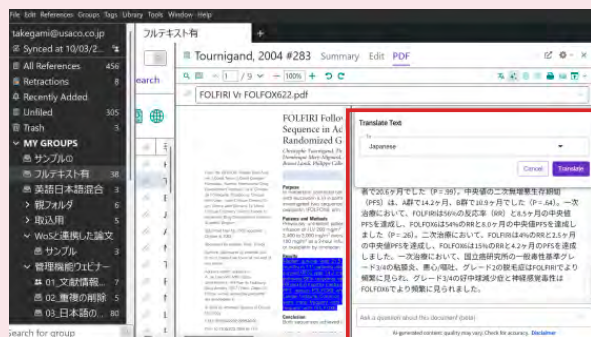 File Edit References Groups Tags Library Tools Window Help
takegami@usaco.co.jp
フルテキスト有
+
Synced at 10/03/2...
All References 456
Retractions 8
Recently Added
Unfiled 305
Trash 3
MY GROUPS
サンプルの
フルテキスト有 38
英語日本語混合 3
親フォルダ 6
取込用 5
WoSと連携した論文
サンプル 3
管理機能ウェビナー
01_文献情報...
02_重複の削除 5
03_日本語の... 80
Search for group
earch
Tournigand, 2004 #283 Summary Edit PDF
1 / 9 100%
FOLFIRI Vr FOLFOX622.pdf
FOLFIRI Follow
Sequence in Ad
Randomized G
Purpose
Patients and Methods
Results
Conclusion
Translate Text
To
Japanese
Cancel Translate
者で20.6ヶ月でした(P=.99)。中央値の二次無増悪生存期間
(PFS)は、A群で14.2ヶ月、B群で10.9ヶ月でした(P=.64)。一次
治療において、FOLFIRIは56%の反応率(RR)と8.5ヶ月の中央値
PFSを達成し、FOLFOX6は54%のRRと8.0ヶ月の中央値PFSを達成し
ました(P=.26)。二次治療において、FOLFIRIは4%のRRと2.5ヶ月
の中央値PFSを達成し、FOLFOX6は15%のRRと4.2ヶ月のPFSを達成
しました。一次治療において、国立癌研究所の一般毒性基準グレ
ード3/4の粘膜炎、悪心/嘔吐、グレード2の脱毛症はFOLFIRIでより
頻繁に見られ、グレード3/4の好中球減少症と神経感覚毒性は
FOLFOX6でより頻繁に見られました。
Ask a question about this document (beta)
AI-generated content: quality may vary. Check for accuracy. Disclaimer